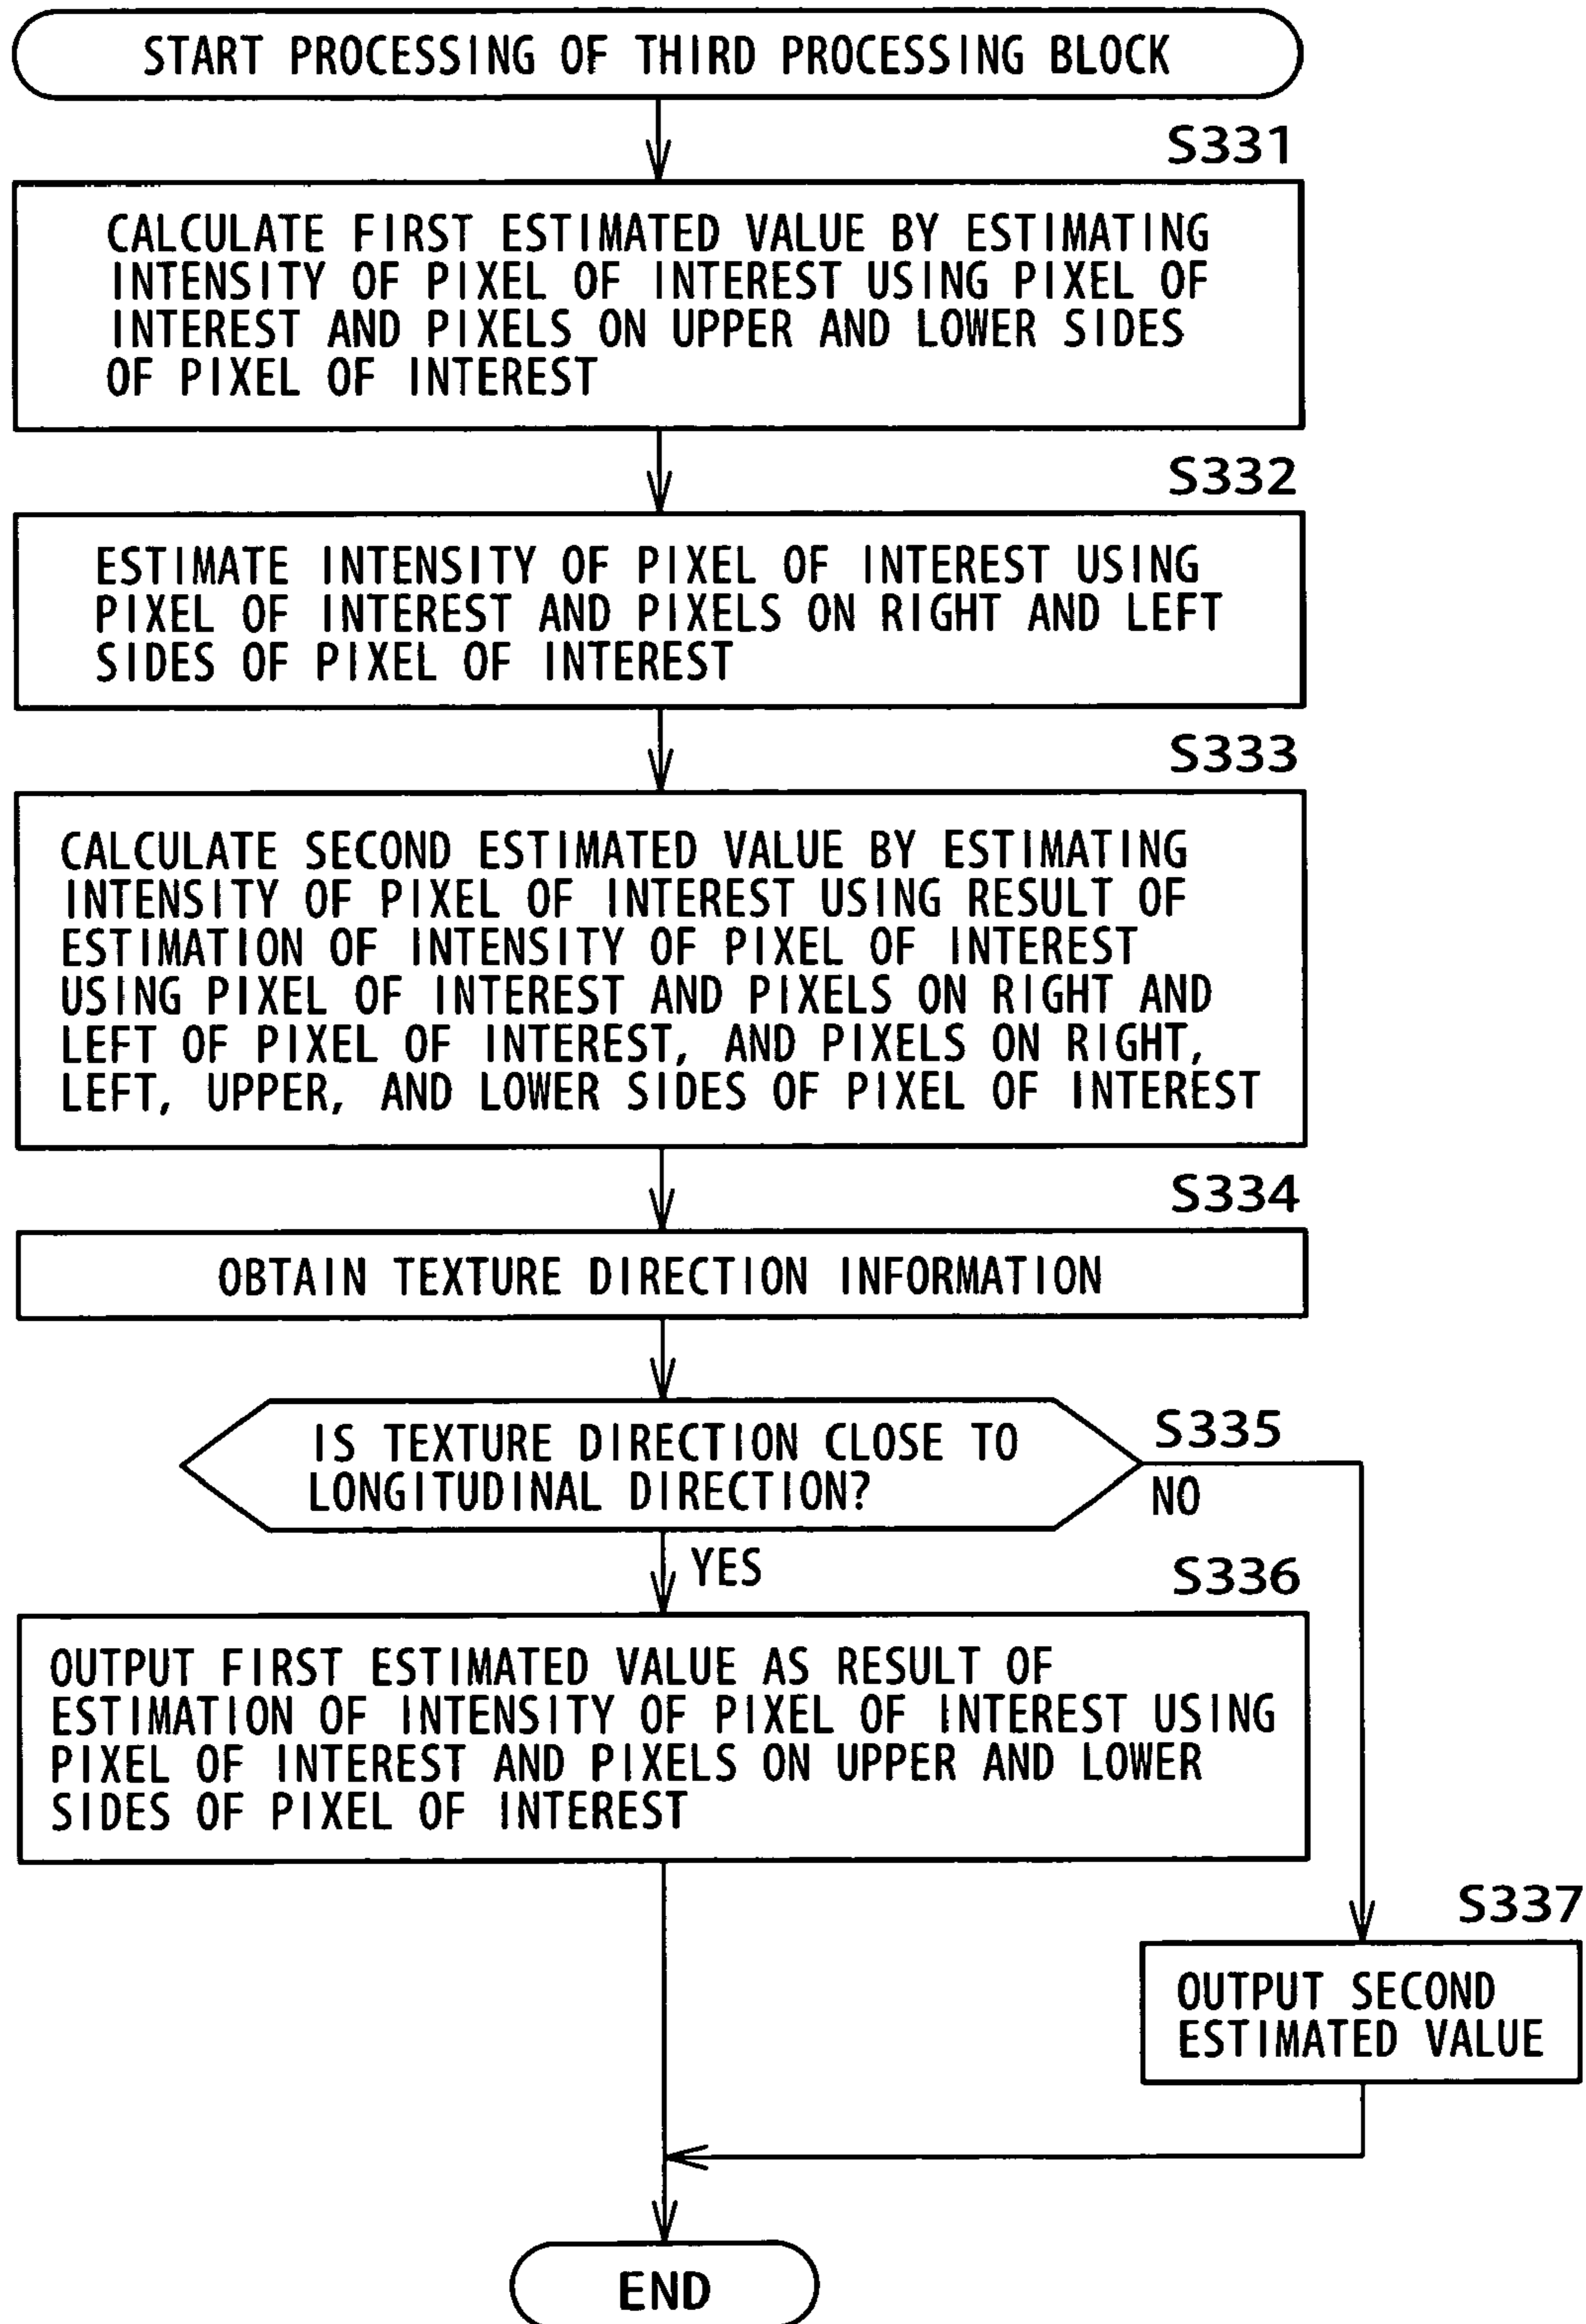 START PROCESSING OF THIRD PROCESSING BLOCK
S331
CALCULATE FIRST ESTIMATED VALUE BY ESTIMATING
INTENSITY OF PIXEL OF INTEREST USING PIXEL OF
INTEREST AND PIXELS ON UPPER AND LOWER SIDES
OF PIXEL OF INTEREST
S332
ESTIMATE INTENSITY OF PIXEL OF INTEREST USING
PIXEL OF INTEREST AND PIXELS ON RIGHT AND LEFT
SIDES OF PIXEL OF INTEREST
S333
CALCULATE SECOND ESTIMATED VALUE BY ESTIMATING
INTENSITY OF PIXEL OF INTEREST USING RESULT OF
ESTIMATION OF INTENSITY OF PIXEL OF INTEREST
USING PIXEL OF INTEREST AND PIXELS ON RIGHT AND
LEFT OF PIXEL OF INTEREST, AND PIXELS ON RIGHT,
LEFT, UPPER, AND LOWER SIDES OF PIXEL OF INTEREST
S334
OBTAIN TEXTURE DIRECTION INFORMATION
S335
IS TEXTURE DIRECTION CLOSE TO
LONGITUDINAL DIRECTION?
NO
YES
S336
OUTPUT FIRST ESTIMATED VALUE AS RESULT OF
ESTIMATION OF INTENSITY OF PIXEL OF INTEREST USING
PIXEL OF INTEREST AND PIXELS ON UPPER AND LOWER
SIDES OF PIXEL OF INTEREST
S337
OUTPUT SECOND
ESTIMATED VALUE
END